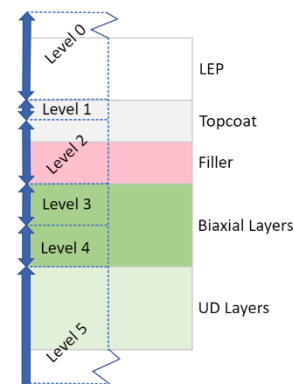 Level 0
LEP
Level 1
Topcoat
Level 2
Filler
Level 3
Biaxial Layers
Level 4
UD Layers
Level 5